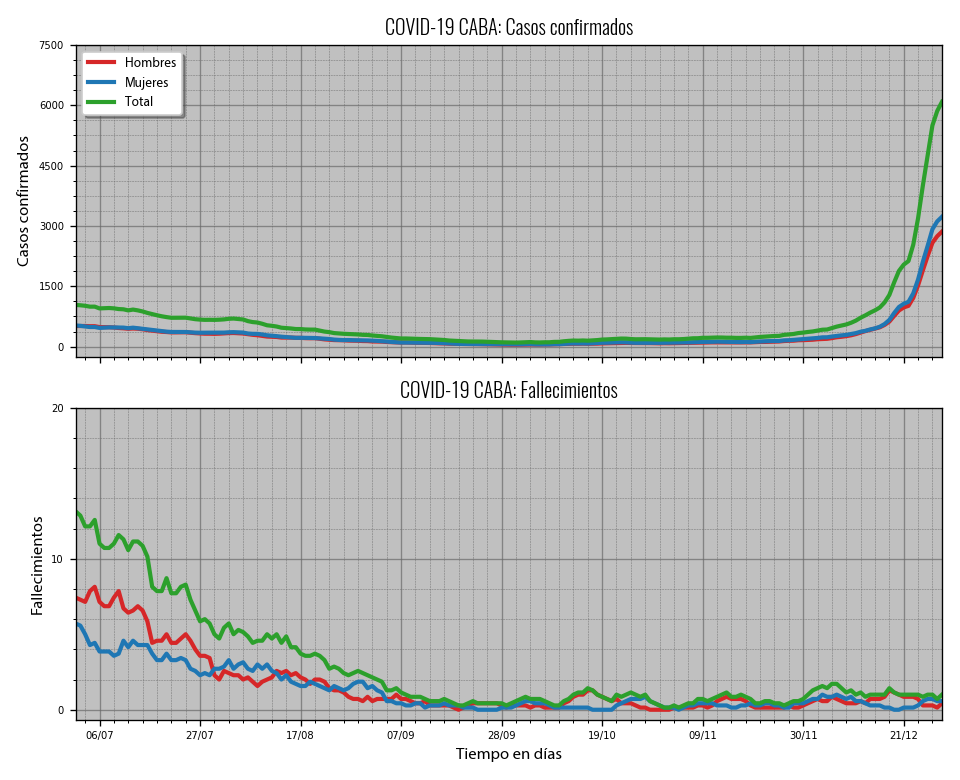 COVID-19 CABA: Casos confirmados
7500
6000
4500
3000
1500
0
Casos confirmados
Hombres
Mujeres
Total
COVID-19 CABA: Fallecimientos
20
10
0
Fallecimientos
06/07 27/07 17/08 07/09 28/09 19/10 09/11 30/11 21/12
Tiempo en días